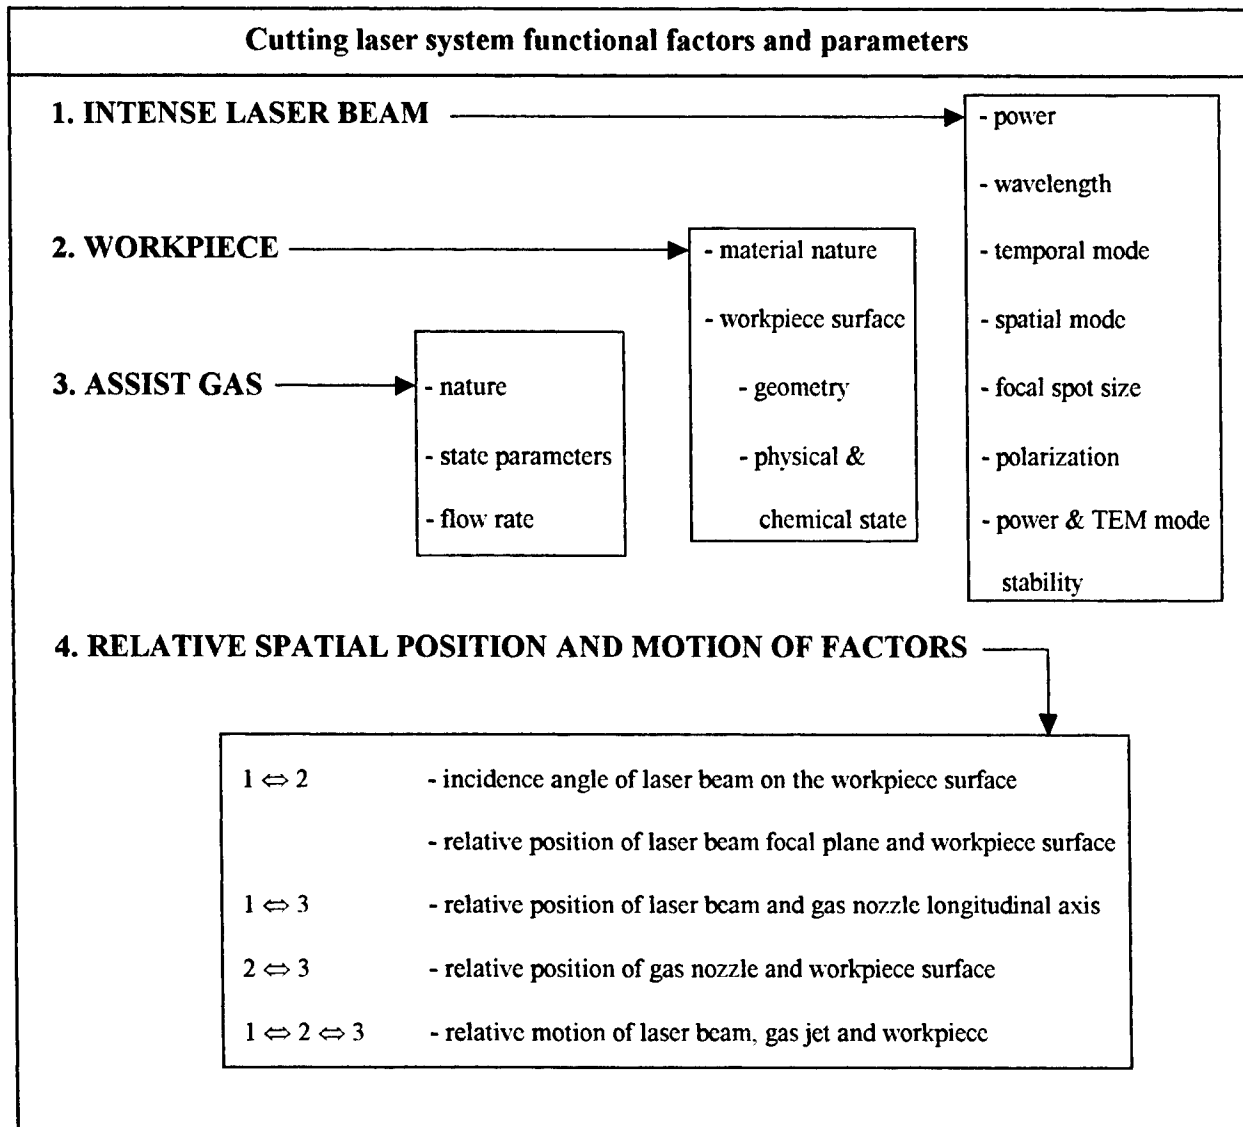 Cutting laser system functional factors and parameters
1. INTENSE LASER BEAM
- power
- wavelength
- temporal mode
- spatial mode
- focal spot size
- polarization
- power & TEM mode
stability
2. WORKPIECE
- material nature
- workpiece surface
- geometry
- physical &
chemical state
3. ASSIST GAS
- nature
- state parameters
- flow rate
4. RELATIVE SPATIAL POSITION AND MOTION OF FACTORS
1 ⇔ 2 - incidence angle of laser beam on the workpiece surface
- relative position of laser beam focal plane and workpiece surface
1 ⇔ 3 - relative position of laser beam and gas nozzle longitudinal axis
2 ⇔ 3 - relative position of gas nozzle and workpiece surface
1 ⇔ 2 ⇔ 3 - relative motion of laser beam, gas jet and workpiece